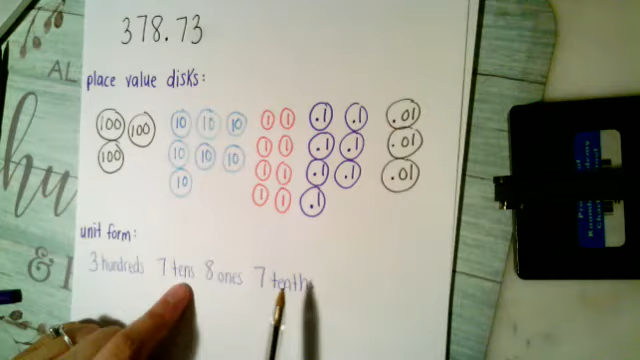 378.73
place value disks:
100 100 10 10 10 1 1 .1 .1 .01
100 10 10 10 1 1 .1 .1 .01
10 1 1 .1 .1 .01
1 1 .1
unit form:
3 hundreds 7 tens 8 ones 7 tenths
hu
&